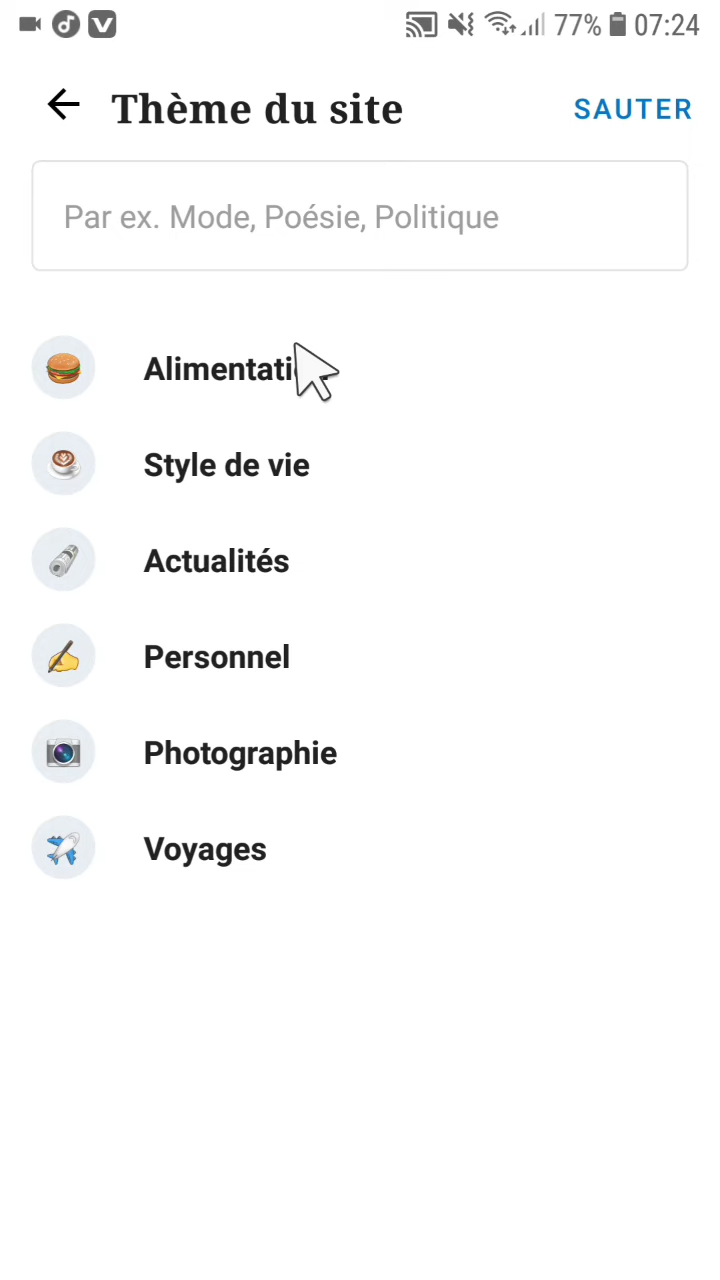 77% 07:24
Thème du site SAUTER
Par ex. Mode, Poésie, Politique
Style de vie
Actualités
Personnel
Photographie
Voyages